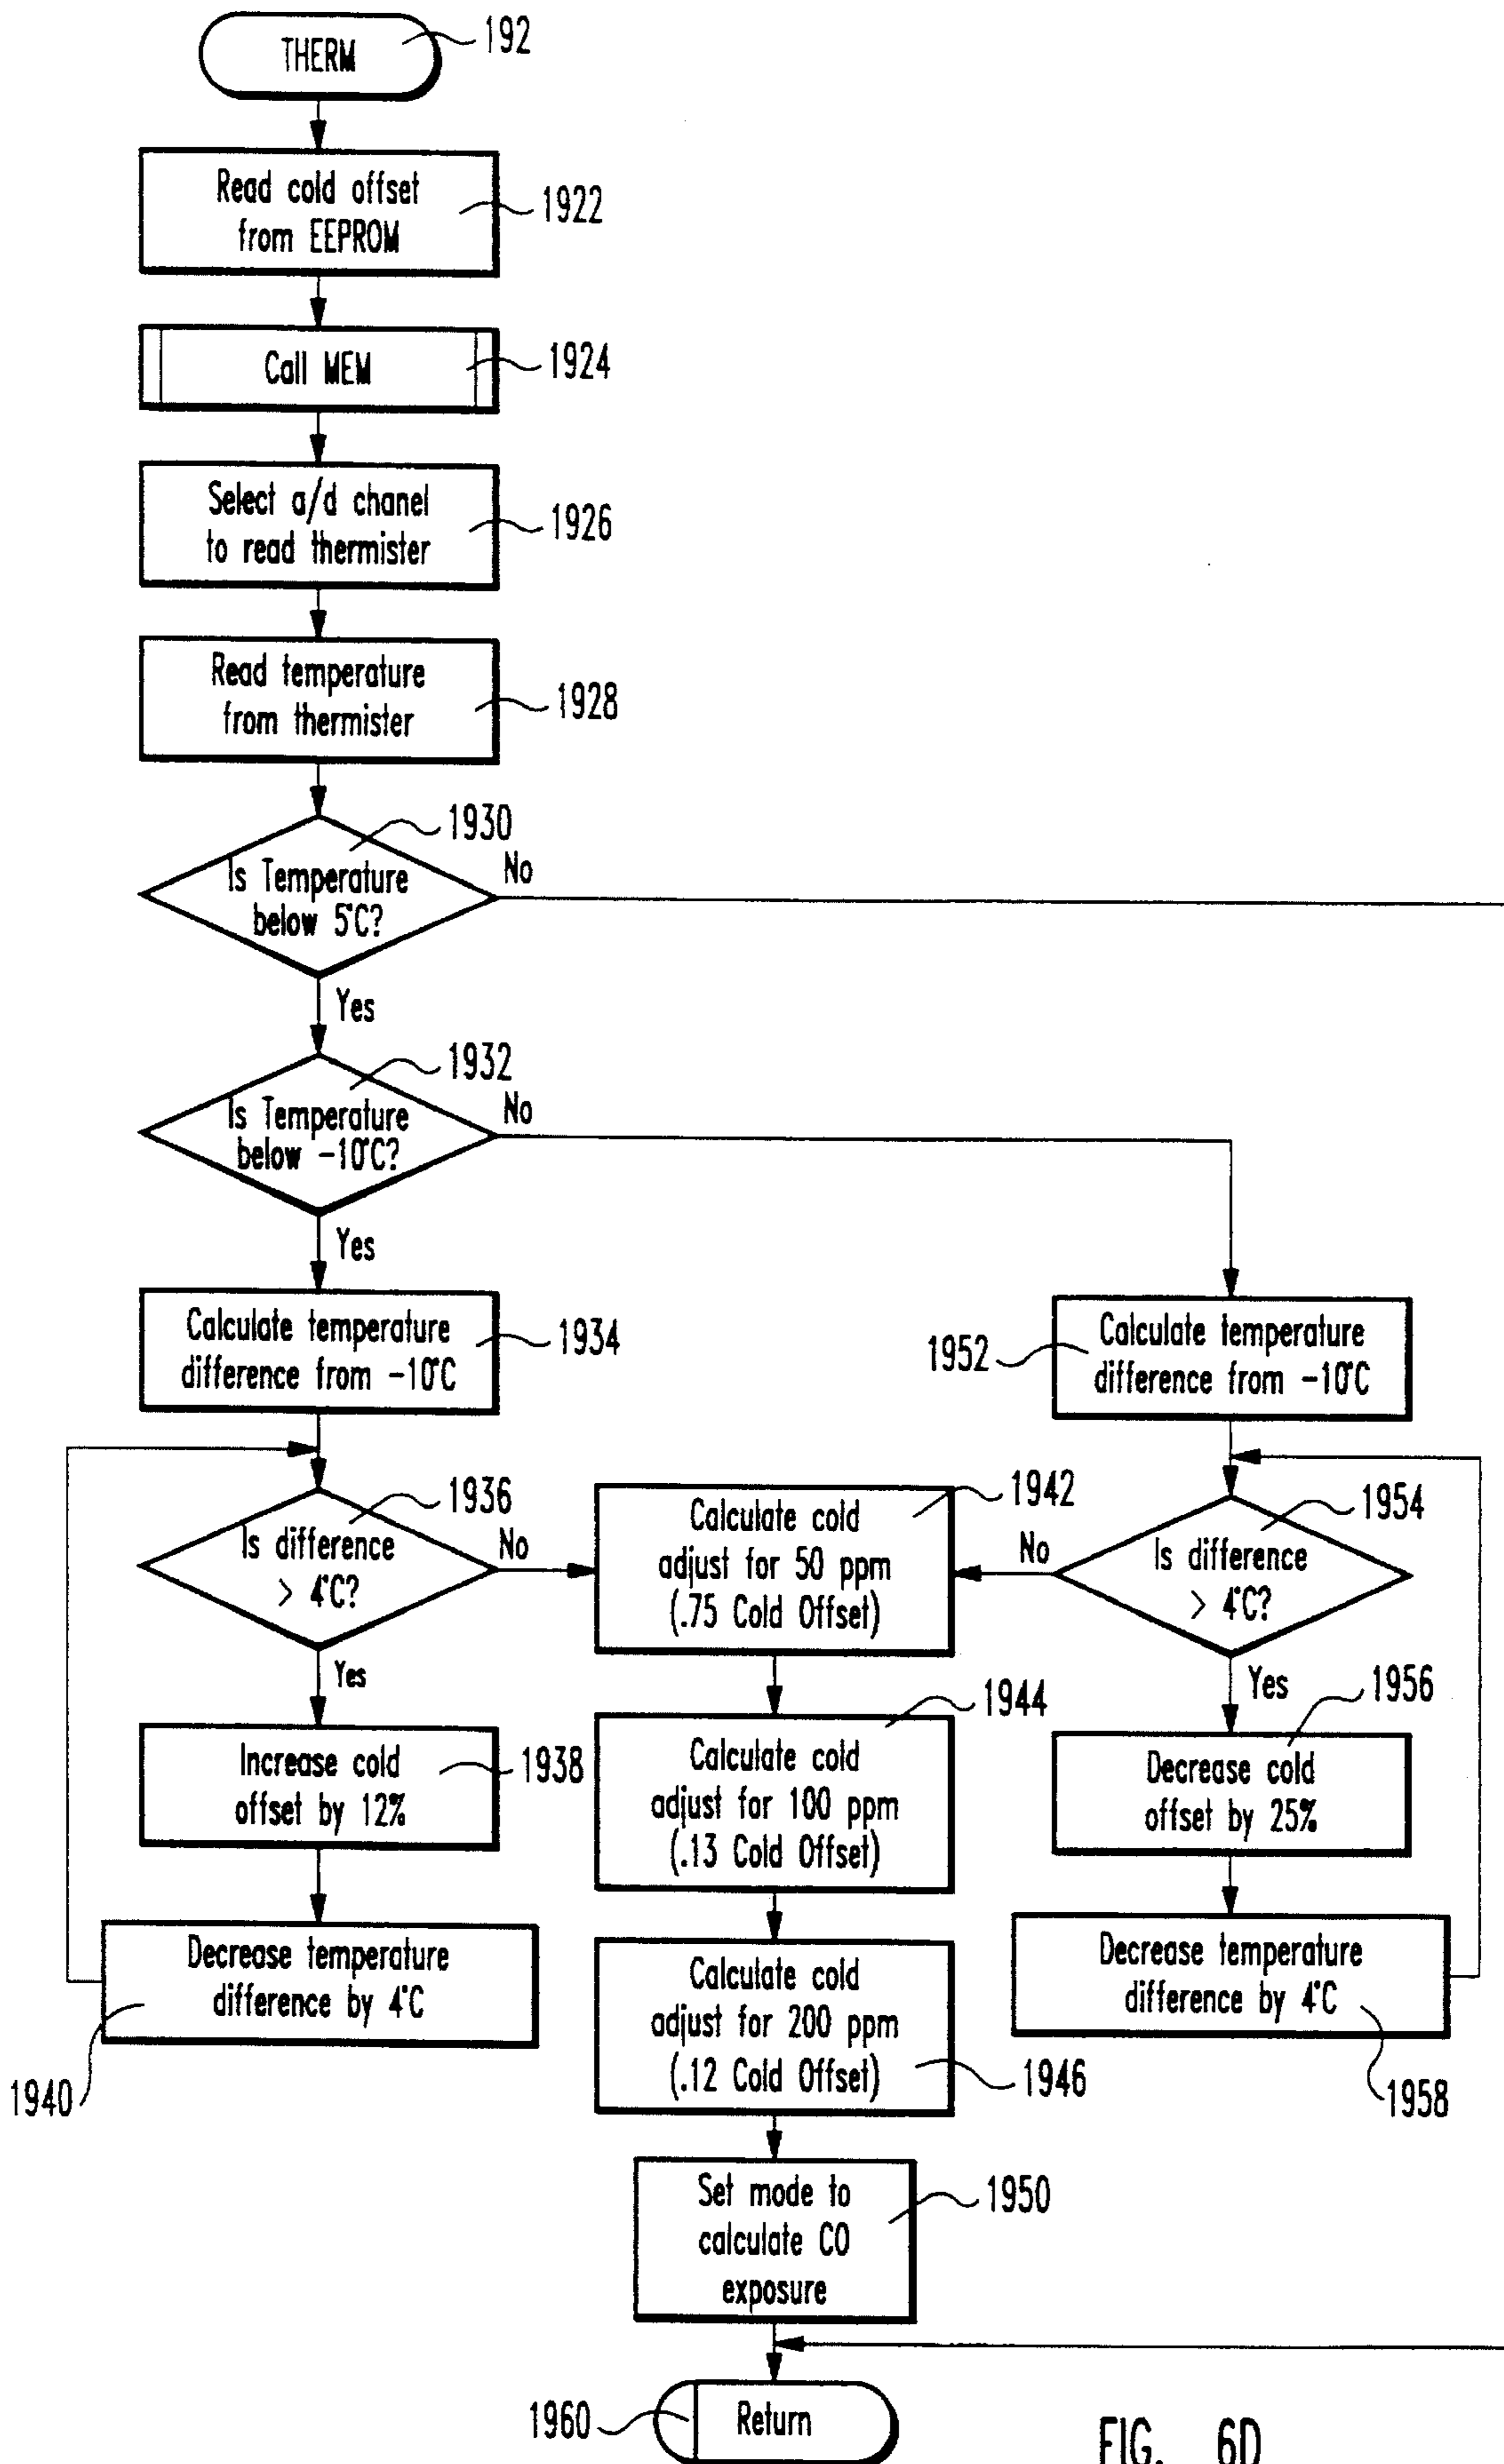 THERM
192
Read cold offset
from EEPROM
1922
Call MEM
1924
Select a/d chanel
to read thermister
1926
Read temperature
from thermister
1928
Is Temperature
below 5°C?
1930
No
Yes
Is Temperature
below -10°C?
1932
No
Yes
Calculate temperature
difference from -10°C
1934
Calculate temperature
difference from -10°C
1952
Is difference
> 4°C?
1936
No
Yes
Calculate cold
adjust for 50 ppm
(.75 Cold Offset)
1942
Is difference
> 4°C?
1954
No
Yes
Increase cold
offset by 12%
1938
Calculate cold
adjust for 100 ppm
(.13 Cold Offset)
1944
Decrease cold
offset by 25%
1956
Decrease temperature
difference by 4°C
1940
Calculate cold
adjust for 200 ppm
(.12 Cold Offset)
1946
Decrease temperature
difference by 4°C
1958
Set mode to
calculate CO
exposure
1950
Return
1960
FIG. 6D